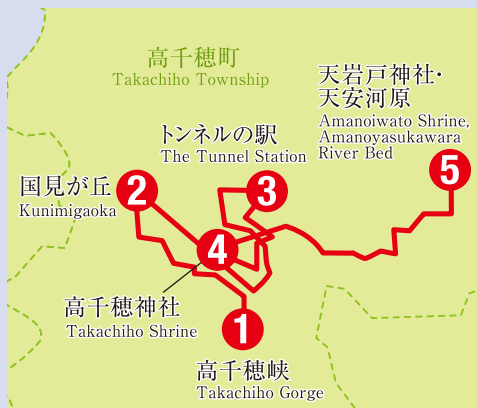 高千穂町
Takachiho Township
天岩戸神社・
天安河原
Amanoiwato Shrine,
Amanoyasukawara
River Bed
トンネルの駅
The Tunnel Station
国見が丘
Kunimigaoka
2
3
5
4
高千穂神社
Takachiho Shrine
1
高千穂峡
Takachiho Gorge